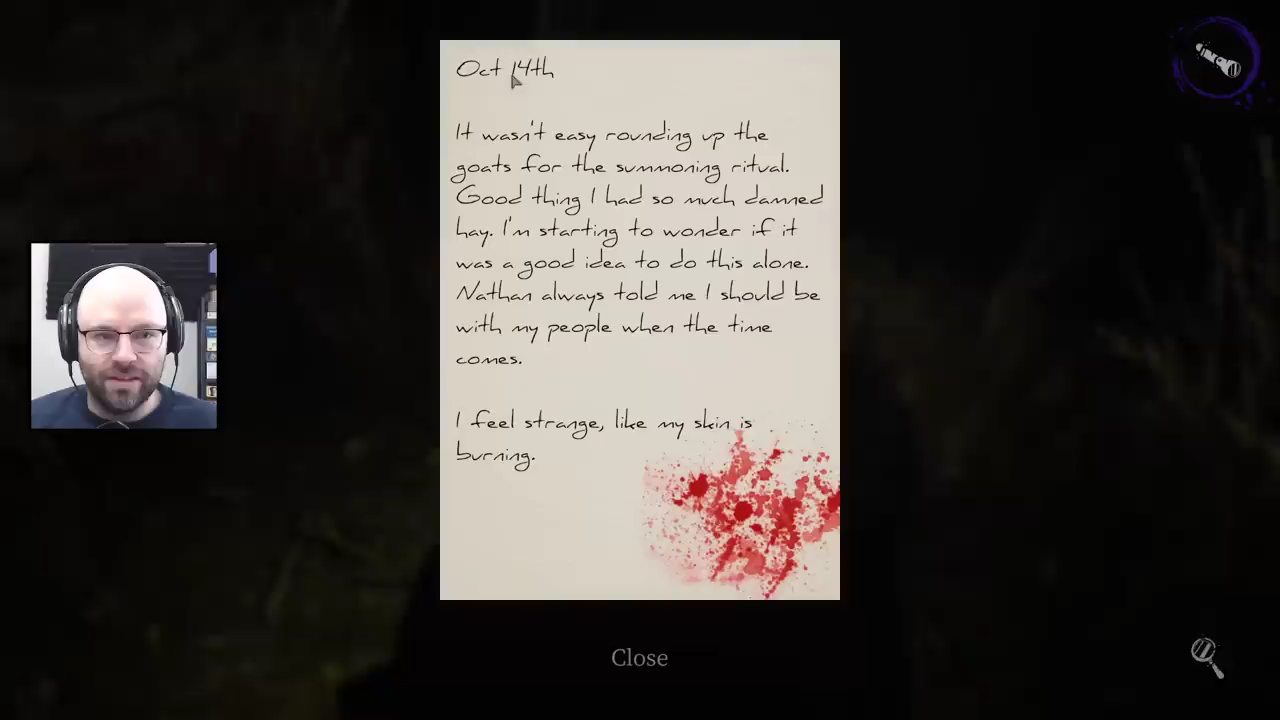 Oct 14th
It wasn't easy rounding up the
goats for the summoning ritual.
Good thing I had so much damned
hay. I'm starting to wonder if it
was a good idea to do this alone.
Nathan always told me I should be
with my people when the time
comes.
I feel strange, like my skin is
burning.
Close